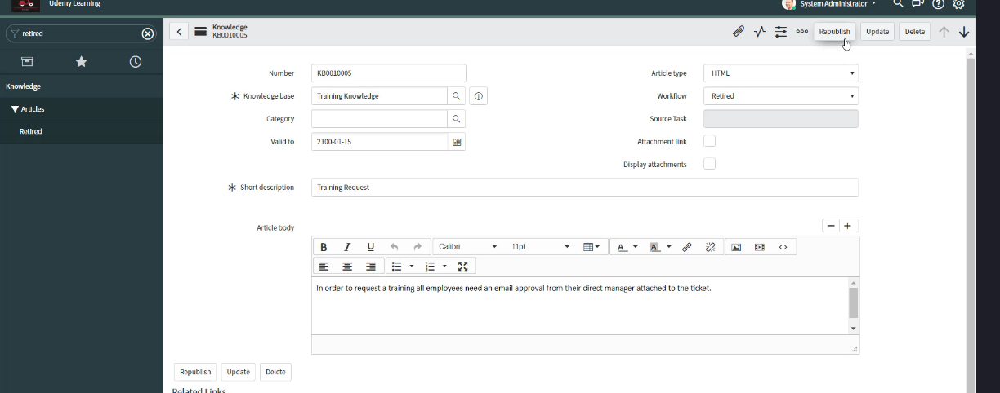 Udemy Learning
System Administrator
retired
Knowledge
KB0010005
Republish
Update
Delete
Knowledge
Articles
Retired
Number
KB0010005
Article type
HTML
Knowledge base
Training Knowledge
Workflow
Retired
Category
Source Task
Valid to
2100-01-15
Attachment link
Display attachments
Short description
Training Request
Article body
B I U Calibri 11pt A A
In order to request a training all employees need an email approval from their direct manager attached to the ticket.
Republish
Update
Delete
Related Links